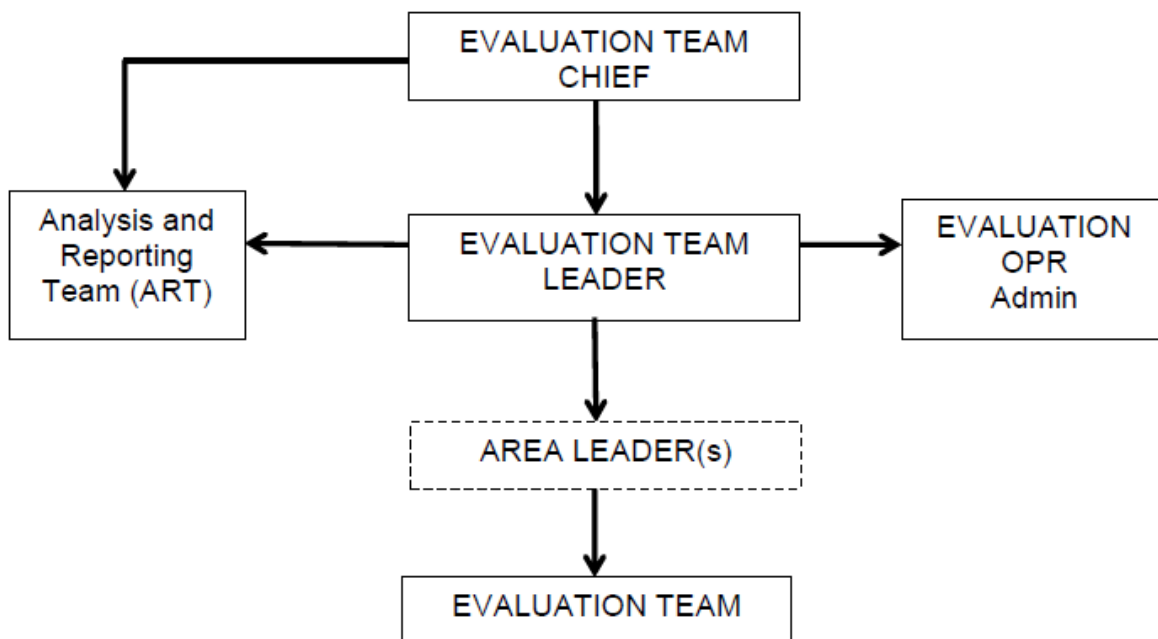 EVALUATION TEAM
CHIEF
Analysis and
Reporting
Team (ART)
EVALUATION TEAM
LEADER
EVALUATION
OPR
Admin
AREA LEADER(s)
EVALUATION TEAM